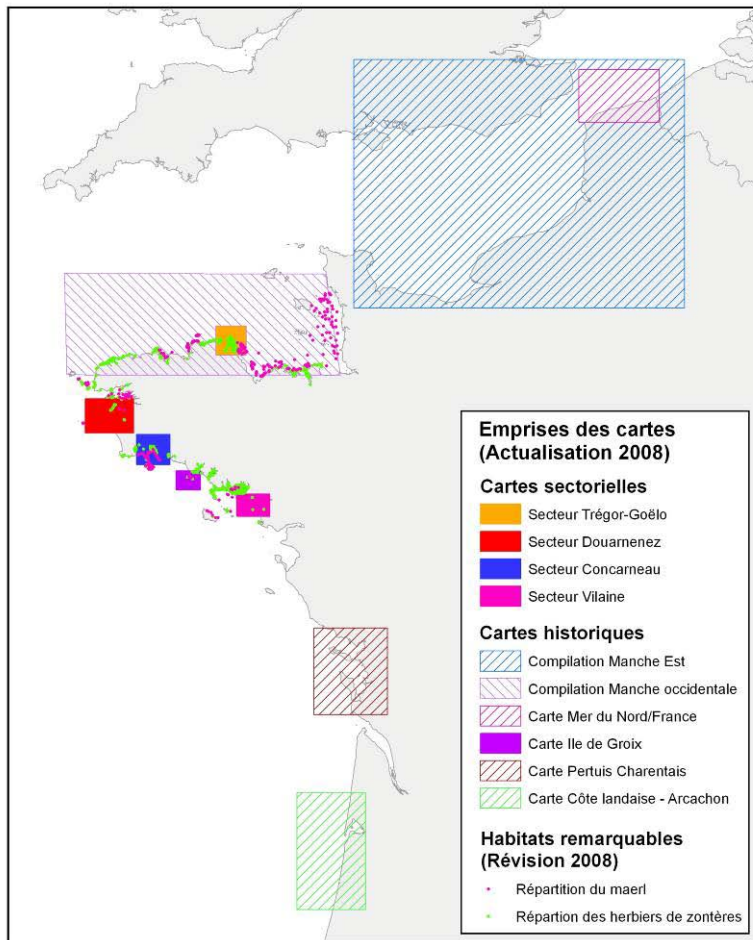 Emprises des cartes
(Actualisation 2008)
Cartes sectorielles
Secteur Trégor-Goëlo
Secteur Douarnenez
Secteur Concarneau
Secteur Vilaine
Cartes historiques
Compilation Manche Est
Compilation Manche occidentale
Carte Mer du Nord/France
Carte Ile de Groix
Carte Pertuis Charentais
Carte Côte landaise - Arcachon
Habitats remarquables
(Révision 2008)
Répartition du maerl
Répartion des herbiers de zontères